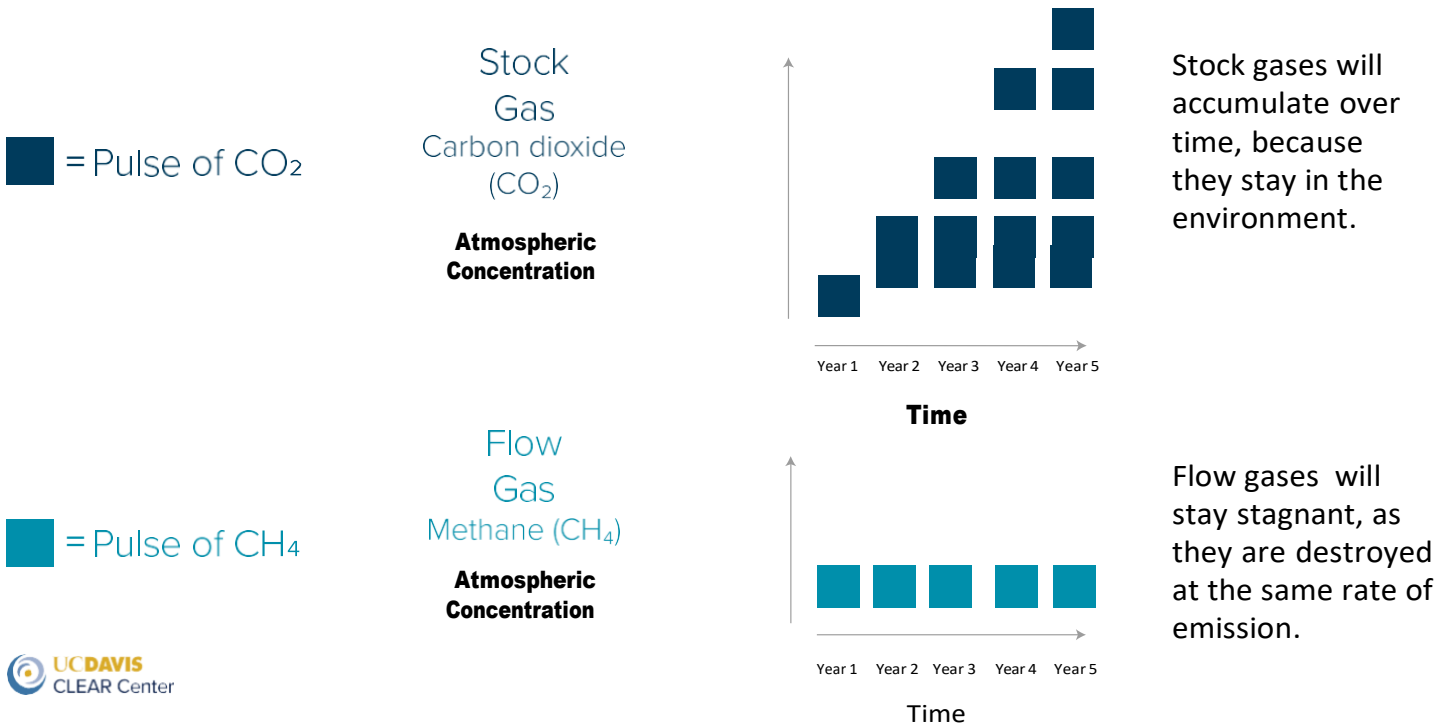 = Pulse of CO₂
Stock
Gas
Carbon dioxide
(CO₂)
Atmospheric
Concentration
Year 1 Year 2 Year 3 Year 4 Year 5
Time
Stock gases will
accumulate over
time, because
they stay in the
environment.
= Pulse of CH₄
Flow
Gas
Methane (CH₄)
Atmospheric
Concentration
Year 1 Year 2 Year 3 Year 4 Year 5
Time
Flow gases will
stay stagnant, as
they are destroyed
at the same rate of
emission.
UCDAVIS
CLEAR Center